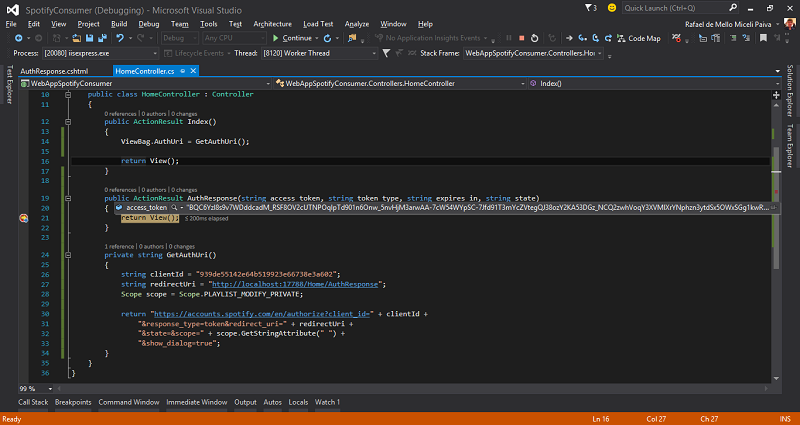 SpotifyConsumer (Debugging) - Microsoft Visual Studio
3
Quick Launch (Ctrl+Q)
File Edit View Project Build Debug Team Tools Test Architecture Load Test Analyze Window Help
Rafael de Mello Miceli Paiva
Debug Any CPU Continue No Application Insights Events Code Map
Process: [20080] iisexpress.exe Lifecycle Events Thread: [8120] Worker Thread Stack Frame: WebAppSpotifyConsumer.Controllers.Ho
AuthResponse.cshtml HomeController.cs
WebAppSpotifyConsumer WebAppSpotifyConsumer.Controllers.HomeController Index()
Test Explorer
Solution Explorer
Team Explorer
10 public class HomeController : Controller
11 {
0 references | 0 authors | 0 changes
12 public ActionResult Index()
13 {
14 ViewBag.AuthUri = GetAuthUri();
15
16 return View();
17 }
18
0 references | 0 authors | 0 changes
19 public ActionResult AuthResponse(string access_token, string token_type, string expires_in, string state)
20 {
access_token
21 return View(); ≤ 200ms elapsed
22 }
23
1 reference | 0 authors | 0 changes
24 private string GetAuthUri()
25 {
26 string clientId = "939de55142e64b519923e66738e3a602";
27 string redirectUri = "http://localhost:17788/Home/AuthResponse";
28 Scope scope = Scope.PLAYLIST_MODIFY_PRIVATE;
29
30 return "https://accounts.spotify.com/en/authorize?client_id=" + clientId +
31 "&response_type=token&redirect_uri=" + redirectUri +
32 "&state=&scope=" + scope.GetStringAttribute(" ") +
33 "&show_dialog=true";
34 }
35 }
36 }
99 %
Call Stack Breakpoints Command Window Immediate Window Output Autos Locals Watch 1
Ready Ln 16 Col 27 Ch 27 INS